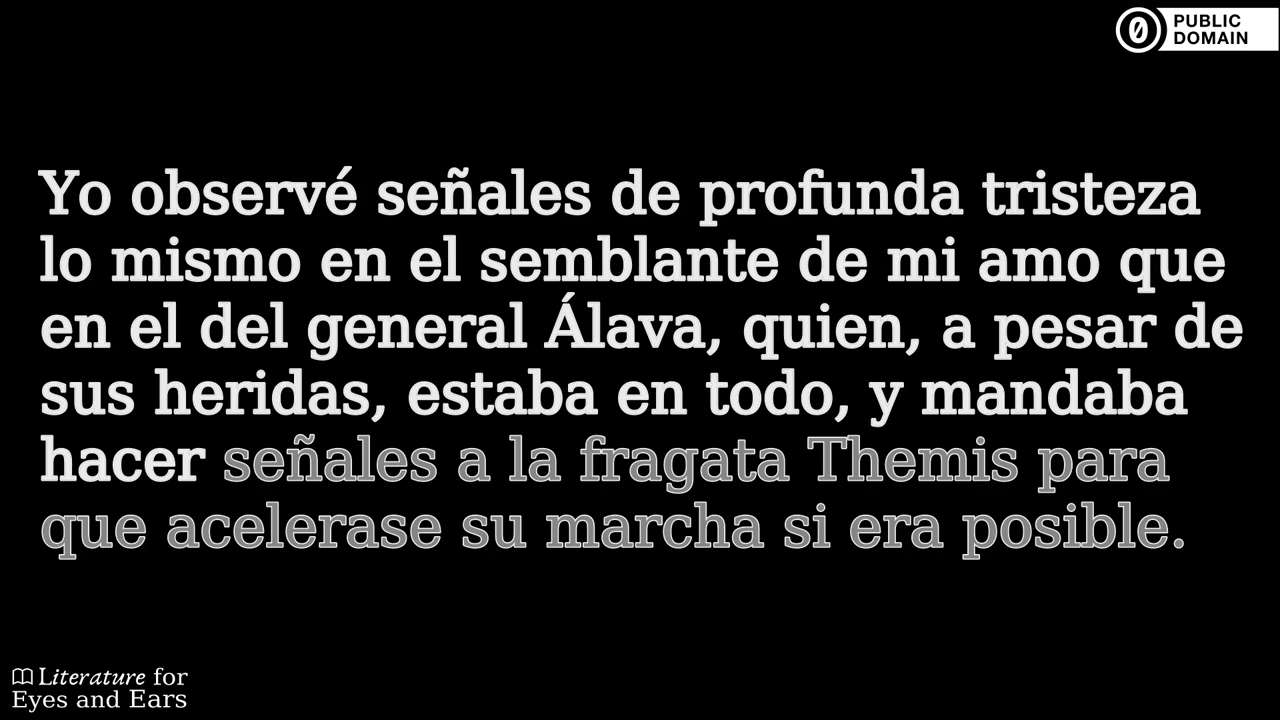 PUBLIC
DOMAIN
Yo observé señales de profunda tristeza
lo mismo en el semblante de mi amo que
en el del general Álava, quien, a pesar de
sus heridas, estaba en todo, y mandaba
hacer señales a la fragata Themis para
que acelerase su marcha si era posible.
Literature for
Eyes and Ears